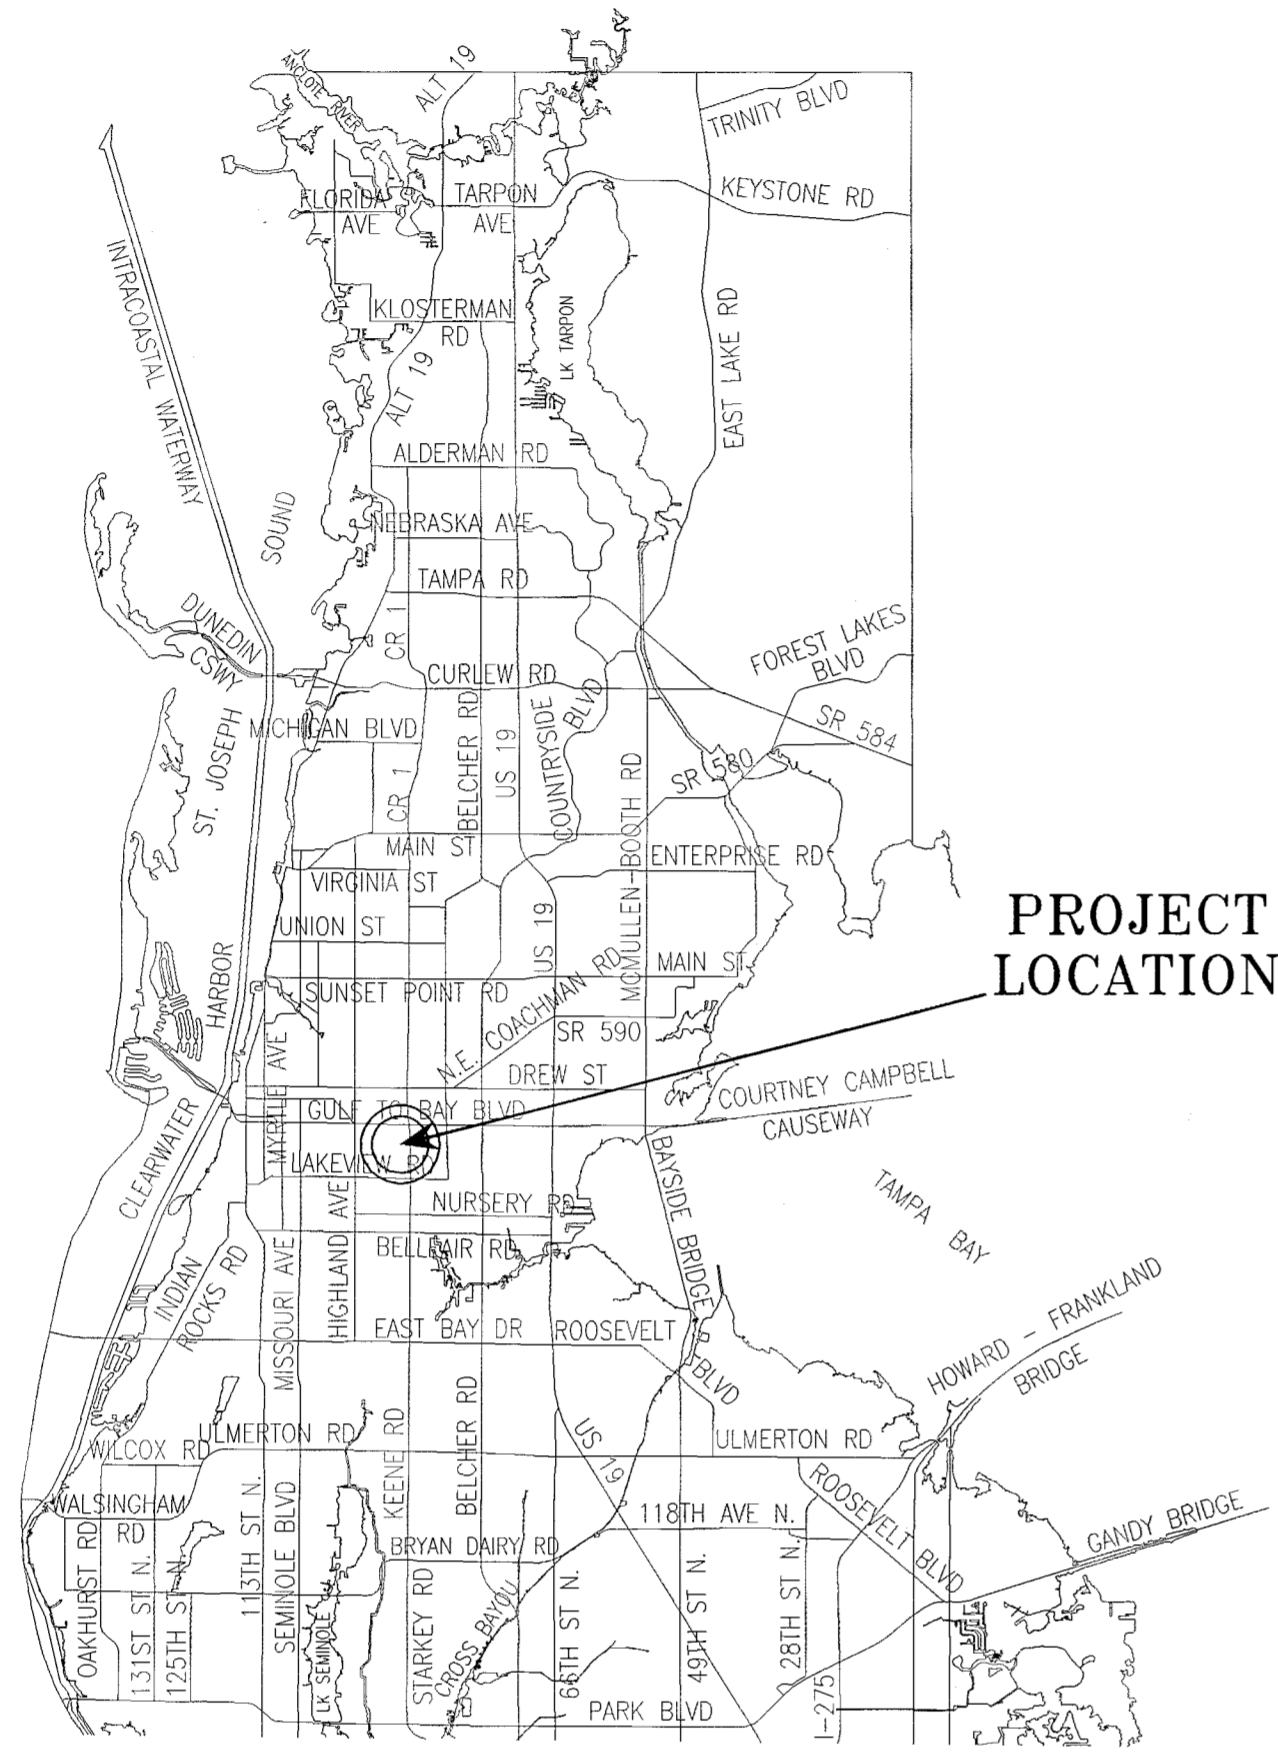 ANCLOTE RIVER
ALT 19
TRINITY BLVD
FLORIDA
AVE
TARPON
AVE
KEYSTONE RD
INTRACOASTAL WATERWAY
KLOSTERMAN
RD
LK TARPON
EAST LAKE RD
ALT 19
ALDERMAN RD
SOUND
NEBRASKA AVE
TAMPA RD
DUNEDIN
CSWY
CR 1
FOREST LAKES
BLVD
CURLEW RD
ST. JOSEPH
MICHIGAN BLVD
BELCHER RD
US 19
COUNTRYSIDE
BLVD
SR 584
SR 580
CR 1
MCMULLEN-BOOTH RD
MAIN ST
ENTERPRISE RD
VIRGINIA ST
UNION ST
US 19
PROJECT
LOCATION
HARBOR
MAIN ST
SUNSET POINT RD
N.E. COACHMAN RD
SR 590
MYRTLE AVE
DREW ST
COURTNEY CAMPBELL
CAUSEWAY
GULF TO BAY BLVD
CLEARWATER
LAKEVIEW RD
BAYSIDE BRIDGE
TAMPA
BAY
NURSERY RD
HIGHLAND AVE
BELLEAIR RD
INDIAN
ROCKS RD
MISSOURI AVE
EAST BAY DR
ROOSEVELT
BLVD
HOWARD - FRANKLAND
BRIDGE
ULMERTON RD
WILCOX RD
KEENE RD
BELCHER RD
US 19
ULMERTON RD
WALSINGHAM
RD
113TH ST N.
SEMINOLE BLVD
ROOSEVELT BLVD
118TH AVE N.
GANDY BRIDGE
BRYAN DAIRY RD
OAKHURST RD
131ST ST N.
125TH ST N
LK SEMINOLE
STARKEY RD
CROSS BAYOU
66TH ST N.
49TH ST N.
28TH ST N.
I-275
PARK BLVD